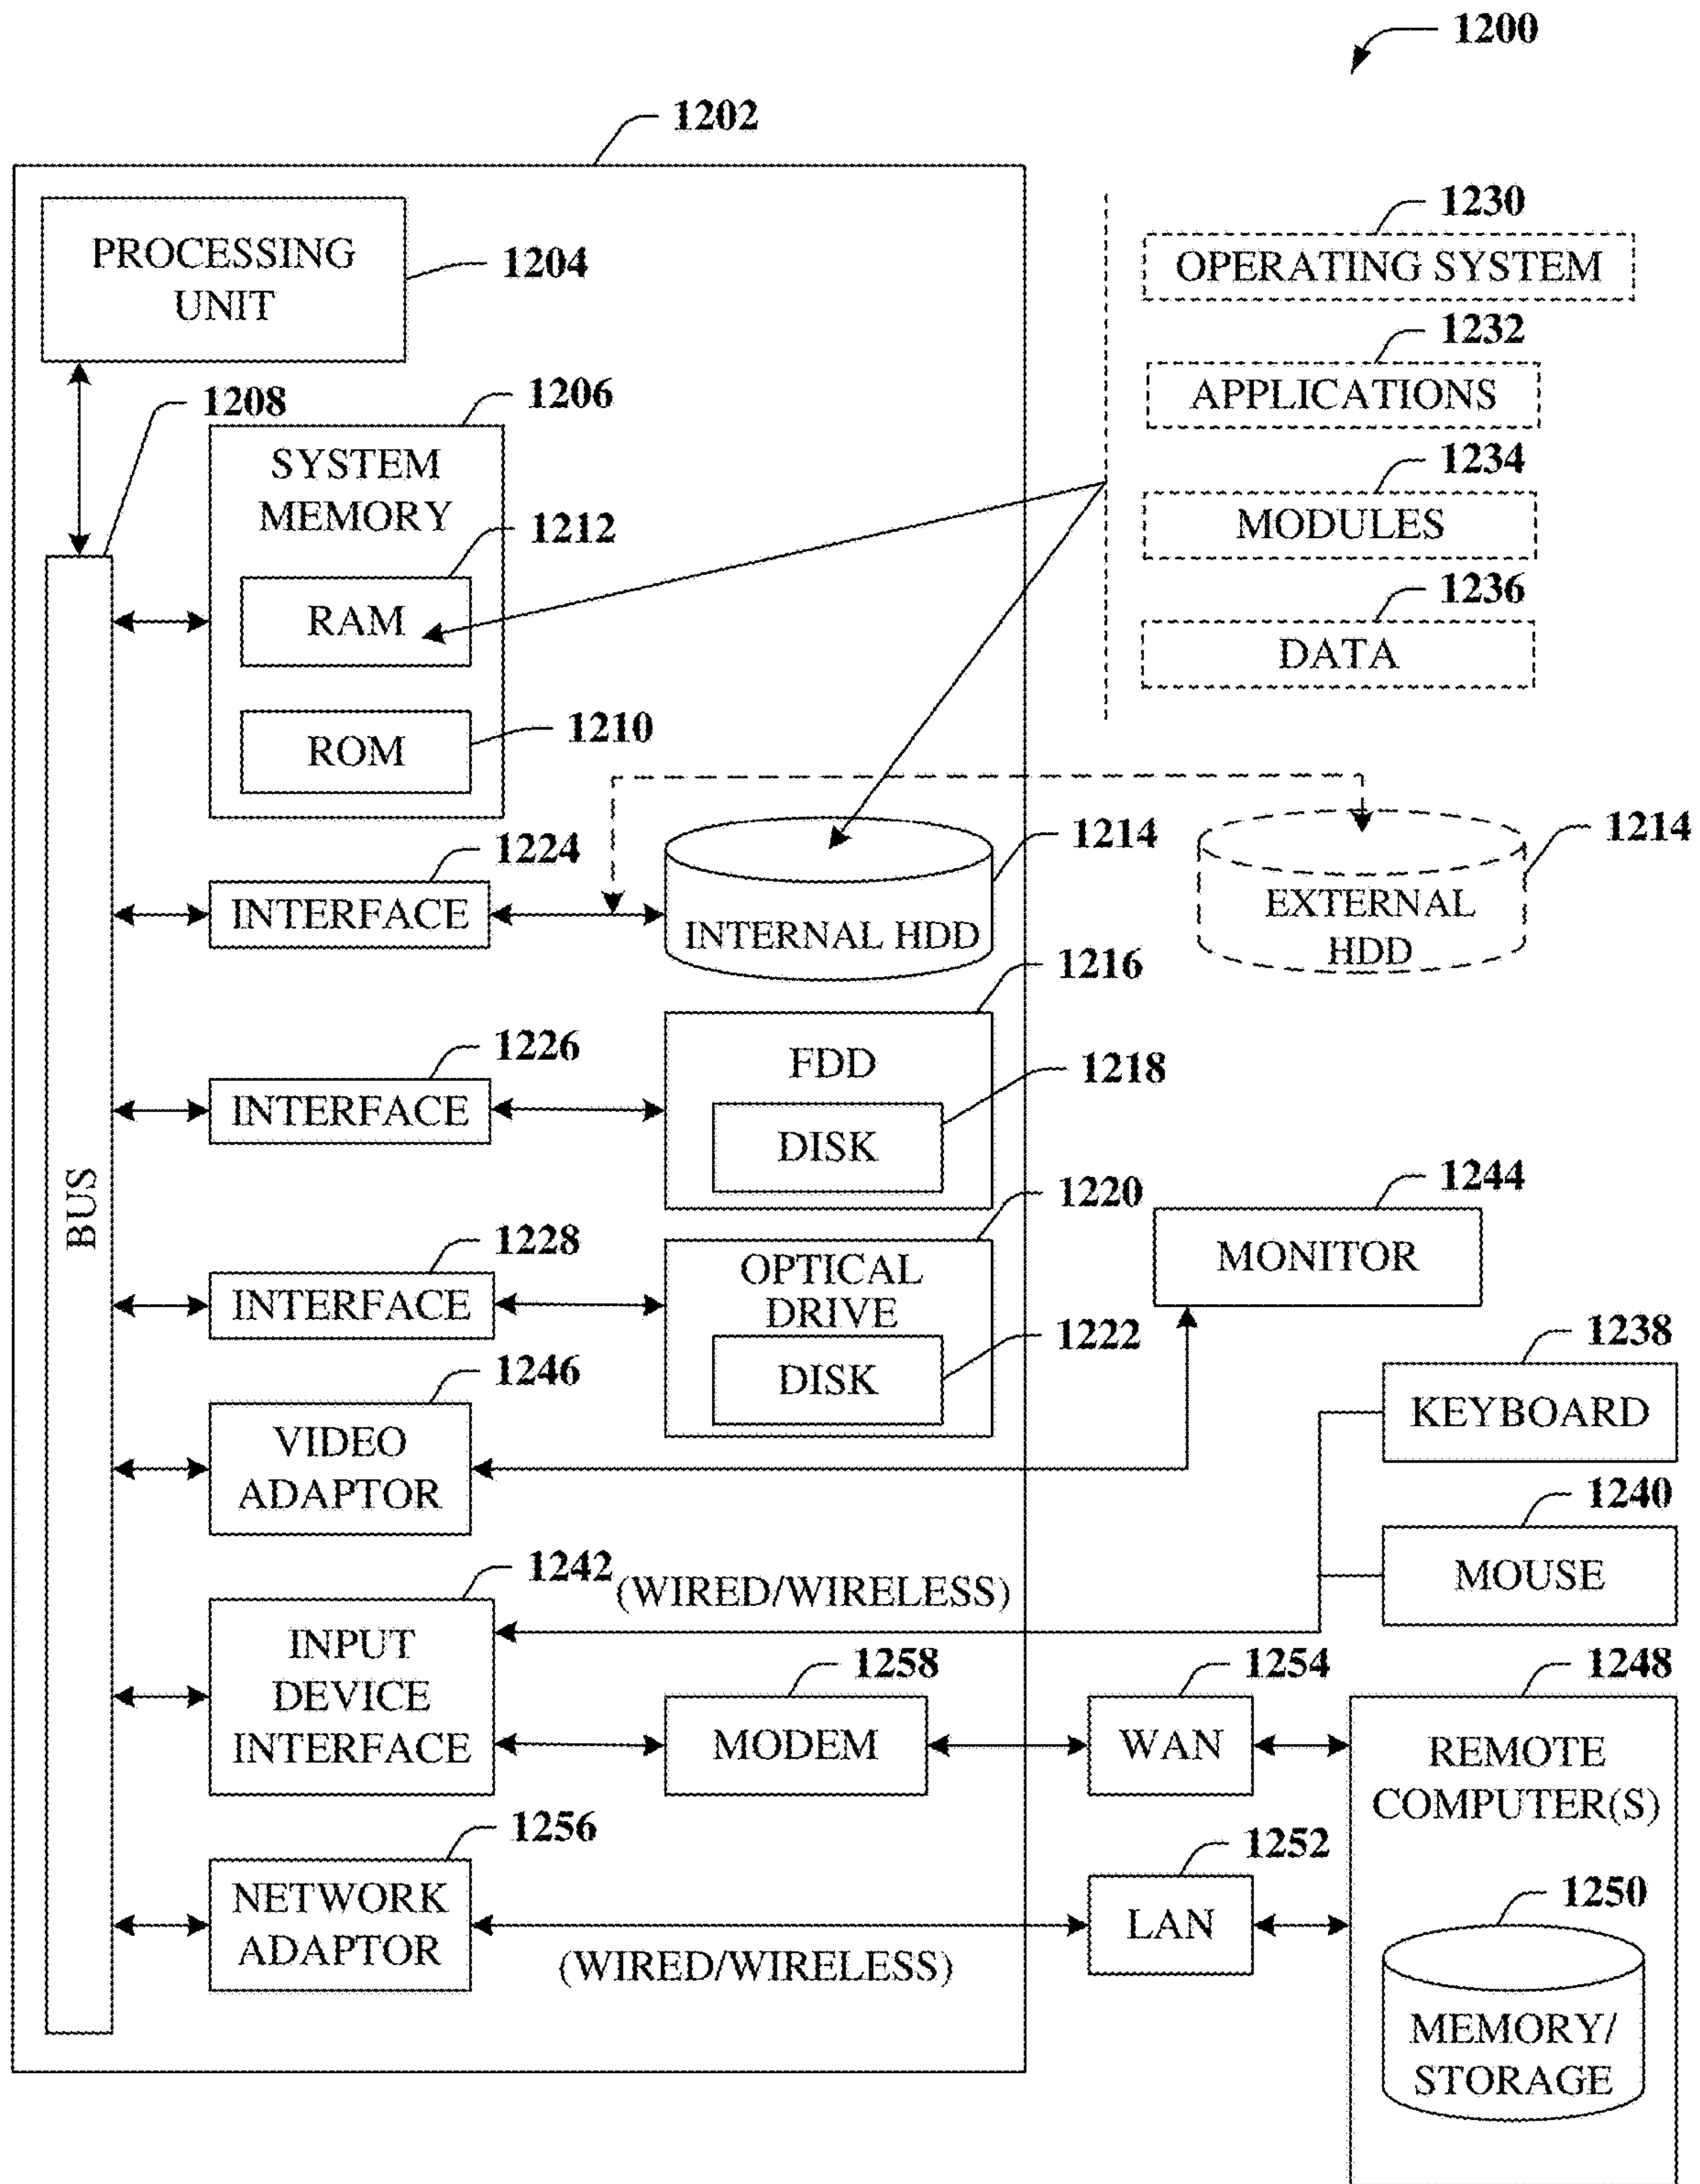 1200
1202
PROCESSING
UNIT
1204
1230
OPERATING SYSTEM
1232
APPLICATIONS
1234
MODULES
1236
DATA
1208
1206
SYSTEM
MEMORY
1212
RAM
1210
ROM
1224
INTERFACE
1214
INTERNAL HDD
1214
EXTERNAL
HDD
1226
INTERFACE
1216
FDD
1218
DISK
BUS
1228
INTERFACE
1220
OPTICAL
DRIVE
1222
DISK
1244
MONITOR
1246
VIDEO
ADAPTOR
1238
KEYBOARD
1240
MOUSE
1242
(WIRED/WIRELESS)
INPUT
DEVICE
INTERFACE
1258
MODEM
1254
WAN
1248
REMOTE
COMPUTER(S)
1256
NETWORK
ADAPTOR
(WIRED/WIRELESS)
1252
LAN
1250
MEMORY/
STORAGE